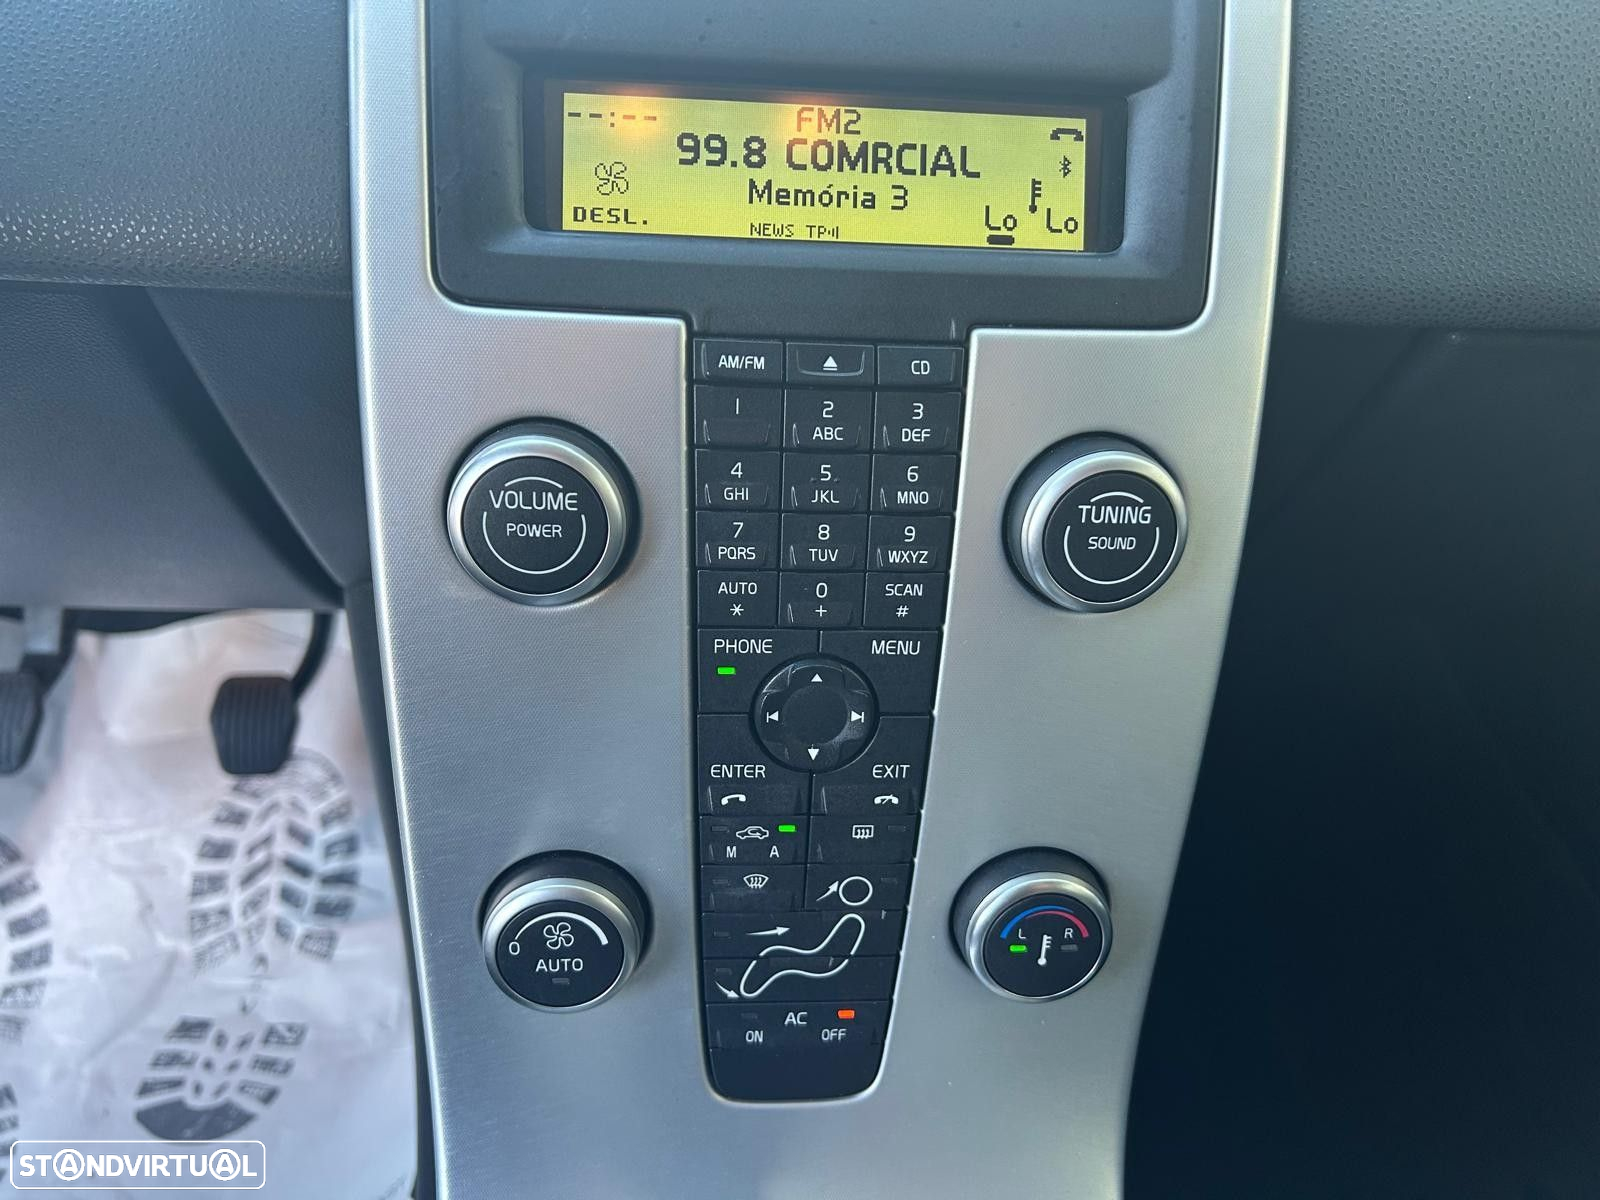 --:--
FM2
99.8 COMRCIAL
Memória 3
DESL.
NEWS TP
Lo Lo
AM/FM
CD
1
2
ABC
3
DEF
4
GHI
5
JKL
6
MNO
7
PQRS
8
TUV
9
WXYZ
AUTO
*
0
+
SCAN
#
VOLUME
POWER
TUNING
SOUND
PHONE
MENU
ENTER
EXIT
M A
0
AUTO
L R
AC
ON OFF
STANDVIRTUAL